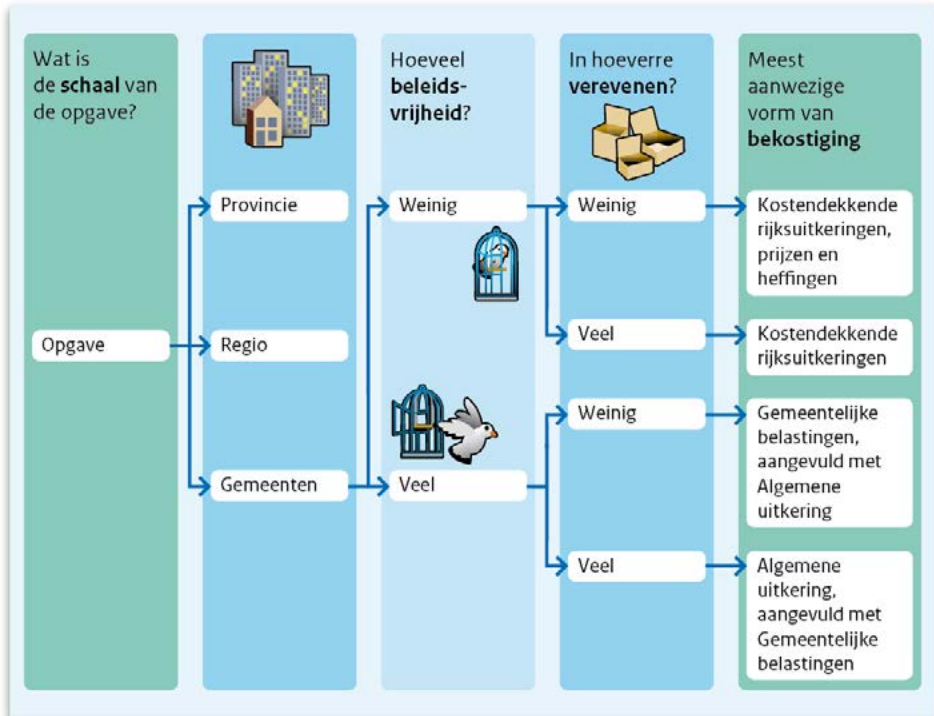 Wat is
de schaal van
de opgave?
Hoeveel
beleids-
vrijheid?
In hoeverre
verevenen?
Meest
aanwezige
vorm van
bekostiging
Opgave
Provincie
Regio
Gemeenten
Weinig
Veel
Weinig
Veel
Weinig
Veel
Kostendekkende
rijksuitkeringen,
prijzen en
heffingen
Kostendekkende
rijksuitkeringen
Gemeentelijke
belastingen,
aangevuld met
Algemene
uitkering
Algemene
uitkering,
aangevuld met
Gemeentelijke
belastingen